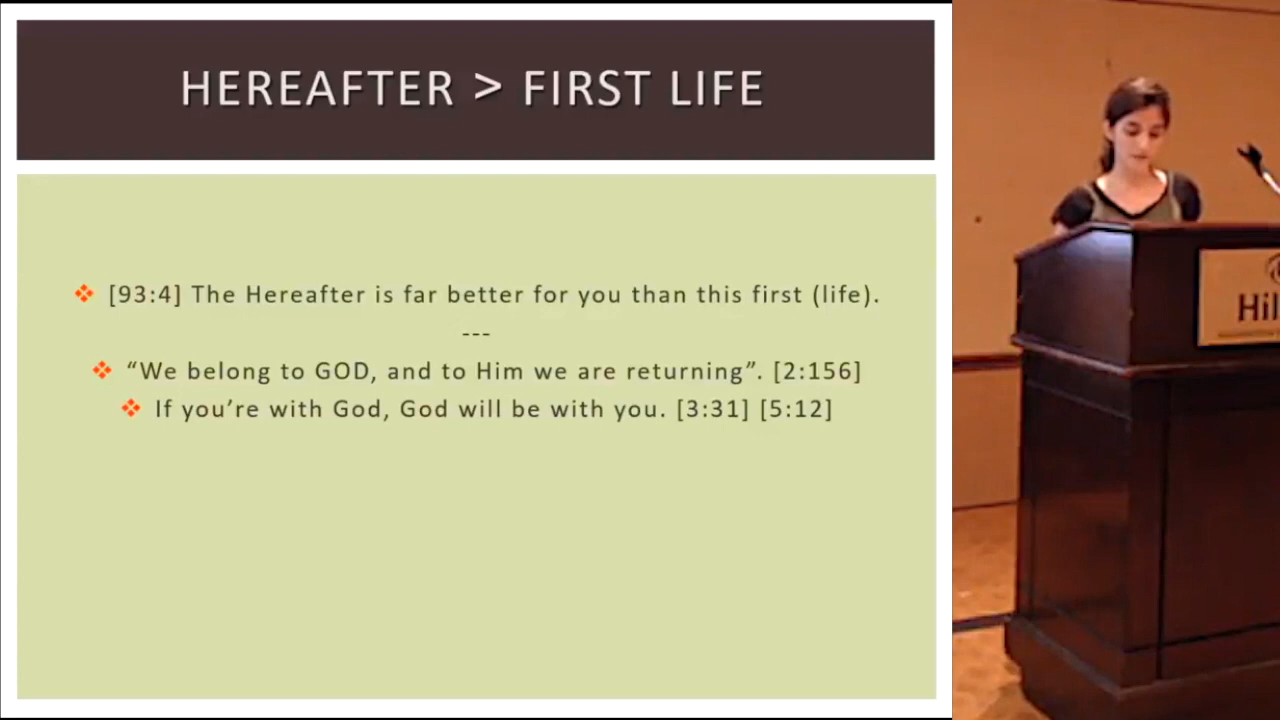 HEREAFTER > FIRST LIFE
❖ [93:4] The Hereafter is far better for you than this first (life).
---
❖ “We belong to GOD, and to Him we are returning”. [2:156]
❖ If you’re with God, God will be with you. [3:31] [5:12]
Hil